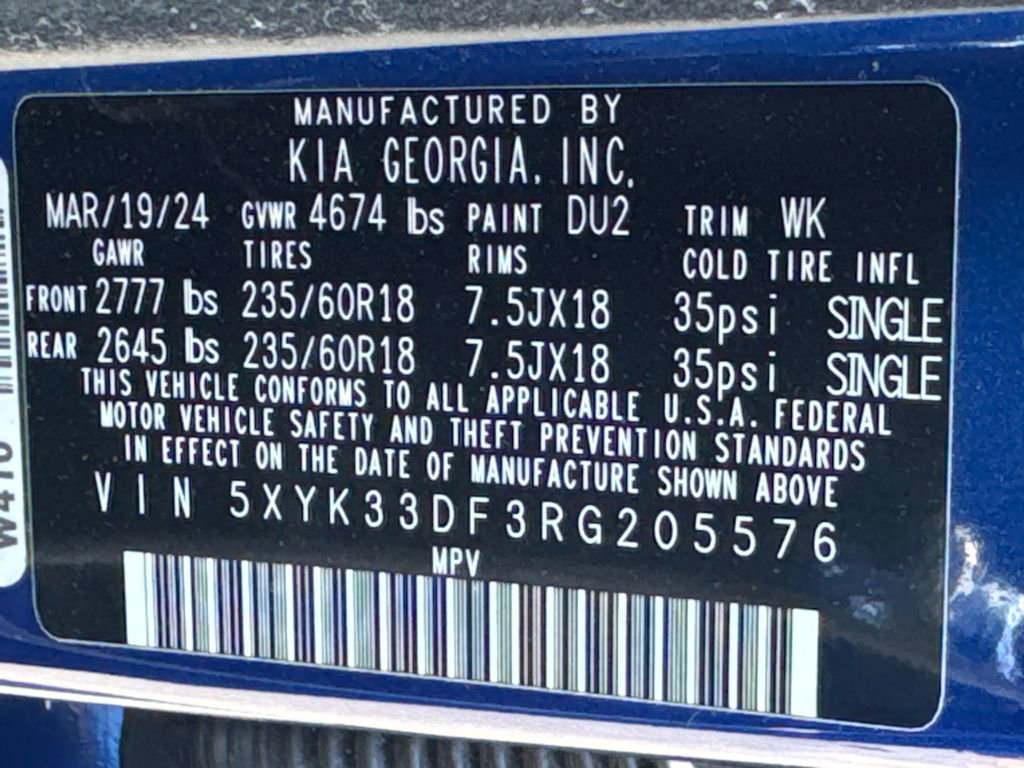 MANUFACTURED BY
KIA GEORGIA, INC.
MAR/19/24 GVWR 4674 lbs PAINT DU2 TRIM WK
GAWR TIRES RIMS COLD TIRE INFL
FRONT 2777 lbs 235/60R18 7.5JX18 35psi SINGLE
REAR 2645 lbs 235/60R18 7.5JX18 35psi SINGLE
THIS VEHICLE CONFORMS TO ALL APPLICABLE U.S.A. FEDERAL
MOTOR VEHICLE SAFETY AND THEFT PREVENTION STANDARDS
IN EFFECT ON THE DATE OF MANUFACTURE SHOWN ABOVE
VIN 5XYK33DF3RG205576
MPV